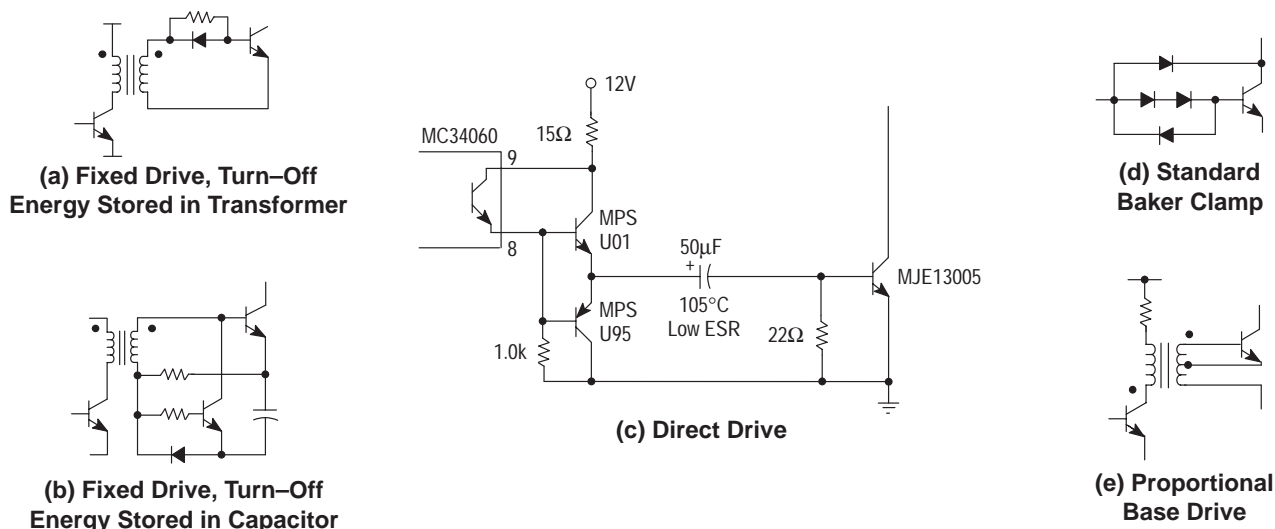 (a) Fixed Drive, Turn–Off
Energy Stored in Transformer
(b) Fixed Drive, Turn–Off
Energy Stored in Capacitor
12V
15Ω
MC34060
9
8
MPS
U01
50µF
+
105°C
Low ESR
MJE13005
MPS
U95
1.0k
22Ω
(c) Direct Drive
(d) Standard
Baker Clamp
(e) Proportional
Base Drive